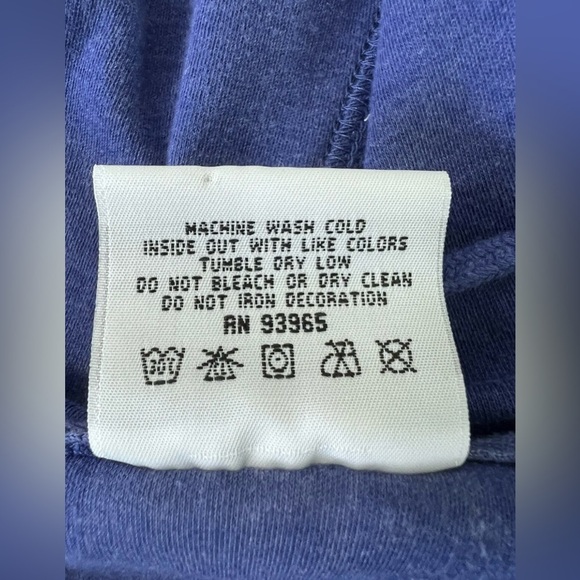 MACHINE WASH COLD
INSIDE OUT WITH LIKE COLORS
TUMBLE DRY LOW
DO NOT BLEACH OR DRY CLEAN
DO NOT IRON DECORATION
RN 93965